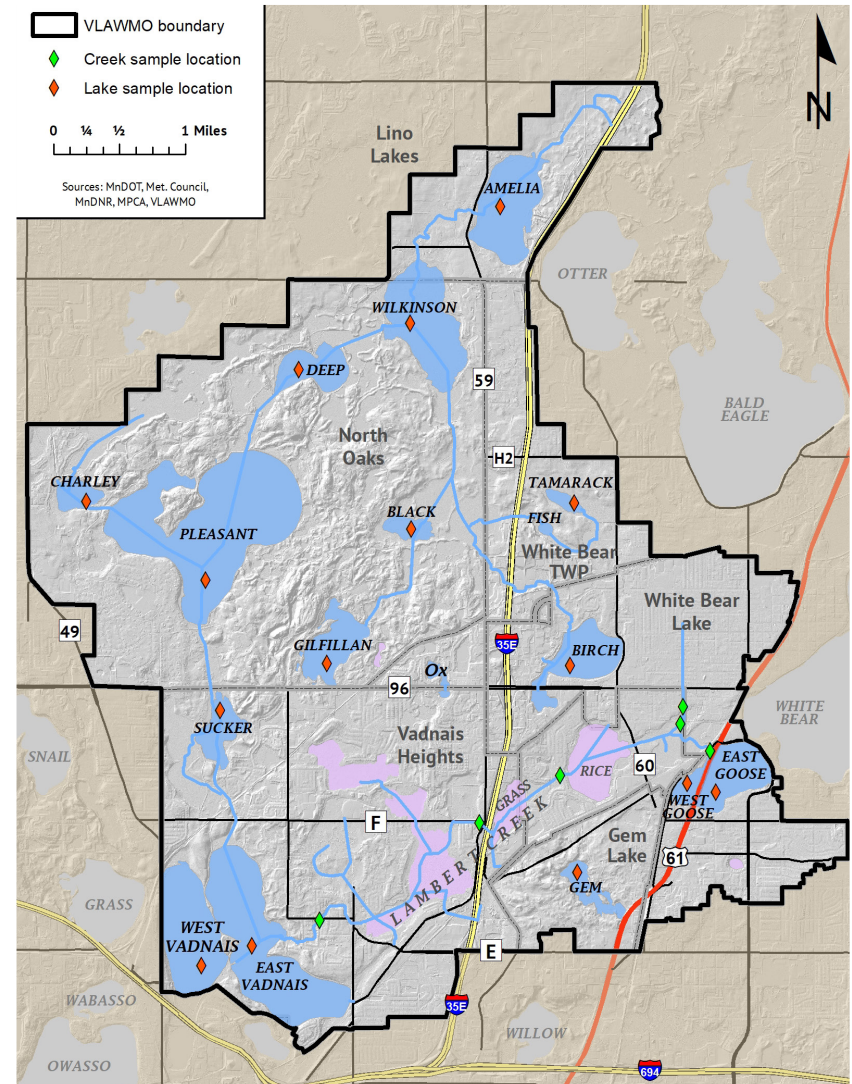 VLAWMO boundary
Creek sample location
Lake sample location
0 ¼ ½ 1 Miles
Sources: MnDOT, Met. Council,
MnDNR, MPCA, VLAWMO
N
Lino
Lakes
AMELIA
OTTER
WILKINSON
DEEP
59
BALD
EAGLE
North
Oaks
H2
CHARLEY
TAMARACK
BLACK
FISH
PLEASANT
White Bear
TWP
White Bear
Lake
49
35E
GILFILLAN
BIRCH
Ox
96
WHITE
BEAR
SUCKER
SNAIL
Vadnais
Heights
EAST
GOOSE
60
RICE
WEST
GOOSE
GRASS
F
Gem
Lake
LAMBERT CREEK
61
GEM
GRASS
WEST
VADNAIS
E
EAST
VADNAIS
WABASSO
35E
WILLOW
OWASSO
694